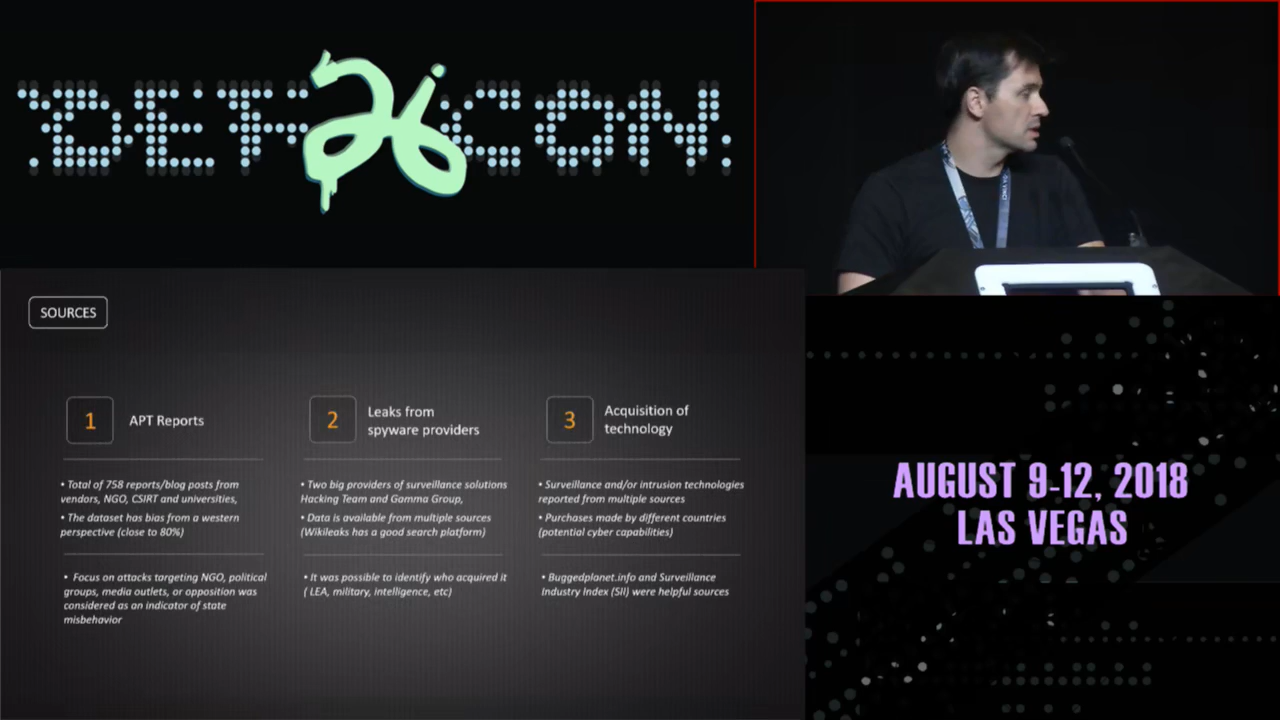 DEF CON
26
SOURCES
1
APT Reports
• Total of 758 reports/blog posts from
vendors, NGO, CSIRT and universities,
• The dataset has bias from a western
perspective (close to 80%)
• Focus on attacks targeting NGO, political
groups, media outlets, or opposition was
considered as an indicator of state
misbehavior
2
Leaks from
spyware providers
• Two big providers of surveillance solutions
Hacking Team and Gamma Group,
• Data is available from multiple sources
(Wikileaks has a good search platform)
• It was possible to identify who acquired it
( LEA, military, intelligence, etc)
3
Acquisition of
technology
• Surveillance and/or intrusion technologies
reported from multiple sources
• Purchases made by different countries
(potential cyber capabilities)
• Buggedplanet.info and Surveillance
Industry Index (SII) were helpful sources
AUGUST 9-12, 2018
LAS VEGAS